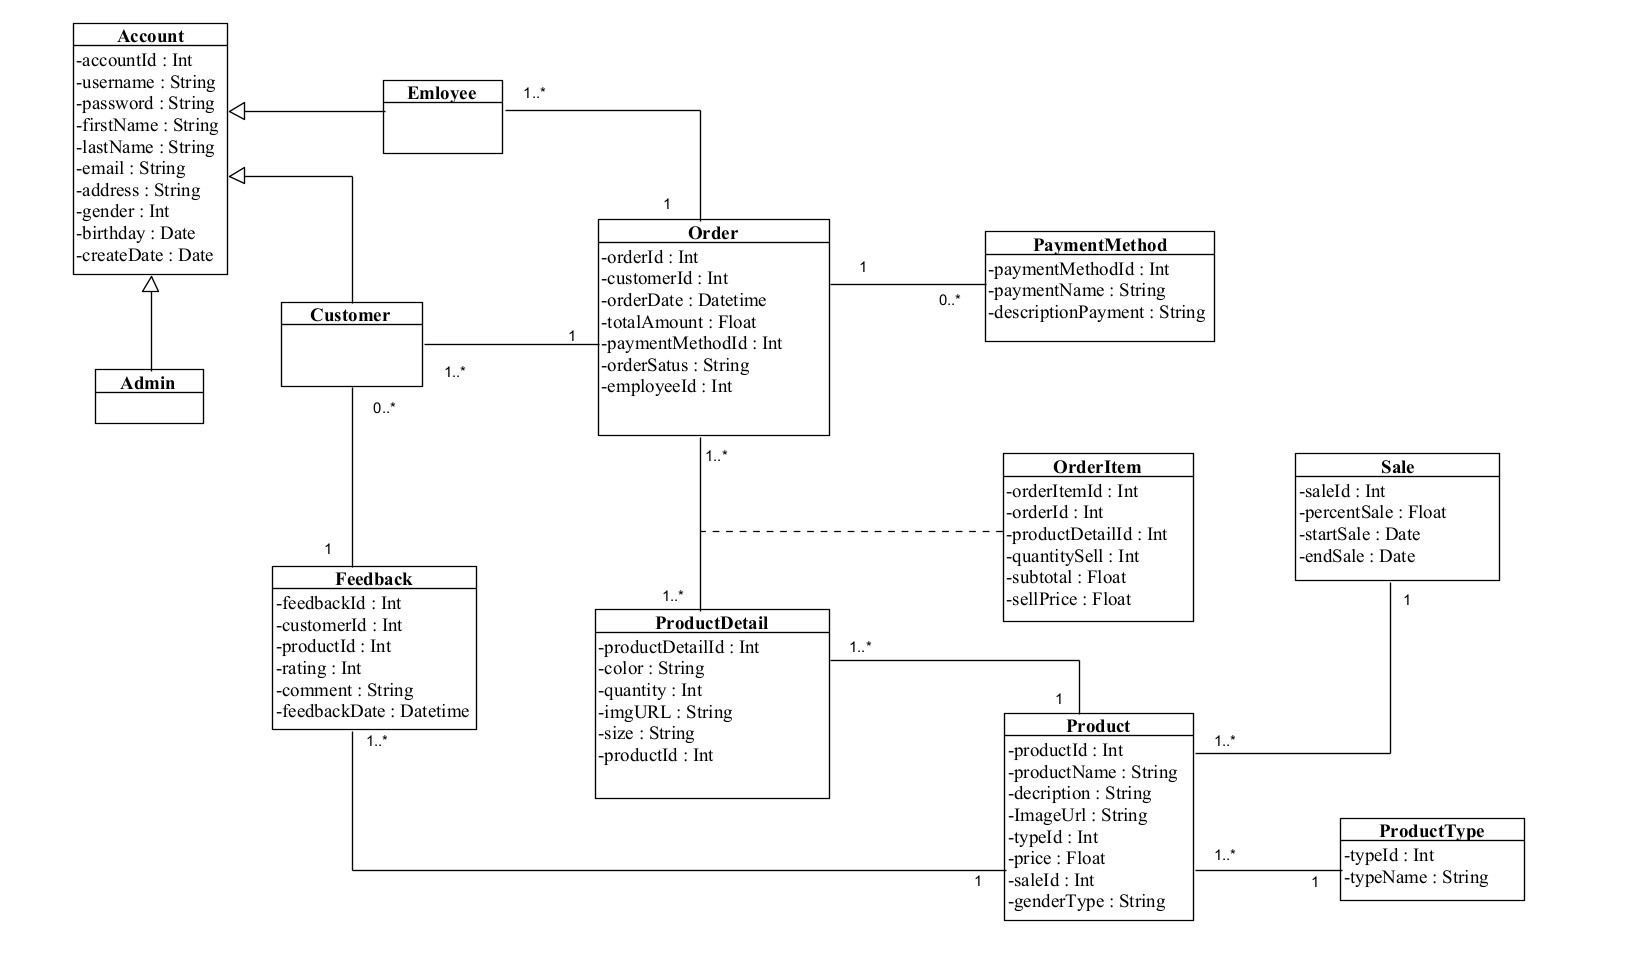 Account
-accountId : Int
-username : String
-password : String
-firstName : String
-lastName : String
-email : String
-address : String
-gender : Int
-birthday : Date
-createDate : Date
Emloyee
1..*
1
Order
-orderId : Int
-customerId : Int
-orderDate : Datetime
-totalAmount : Float
-paymentMethodId : Int
-orderSatus : String
-employeeId : Int
1
0..*
PaymentMethod
-paymentMethodId : Int
-paymentName : String
-descriptionPayment : String
Customer
1
1..*
0..*
Admin
1..*
OrderItem
-orderItemId : Int
-orderId : Int
-productDetailId : Int
-quantitySell : Int
-subtotal : Float
-sellPrice : Float
Sale
-saleId : Int
-percentSale : Float
-startSale : Date
-endSale : Date
1
1
Feedback
-feedbackId : Int
-customerId : Int
-productId : Int
-rating : Int
-comment : String
-feedbackDate : Datetime
1..*
1..*
ProductDetail
-productDetailId : Int
-color : String
-quantity : Int
-imgURL : String
-size : String
-productId : Int
1..*
1
Product
-productId : Int
-productName : String
-decription : String
-ImageUrl : String
-typeId : Int
-price : Float
-saleId : Int
-genderType : String
1..*
1..*
1
1
ProductType
-typeId : Int
-typeName : String